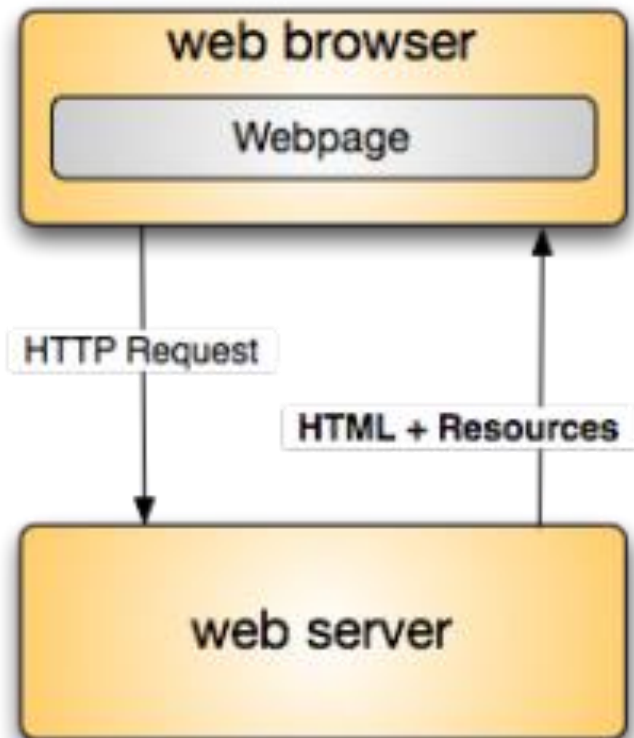 web browser
Webpage
HTTP Request
HTML + Resources
web server